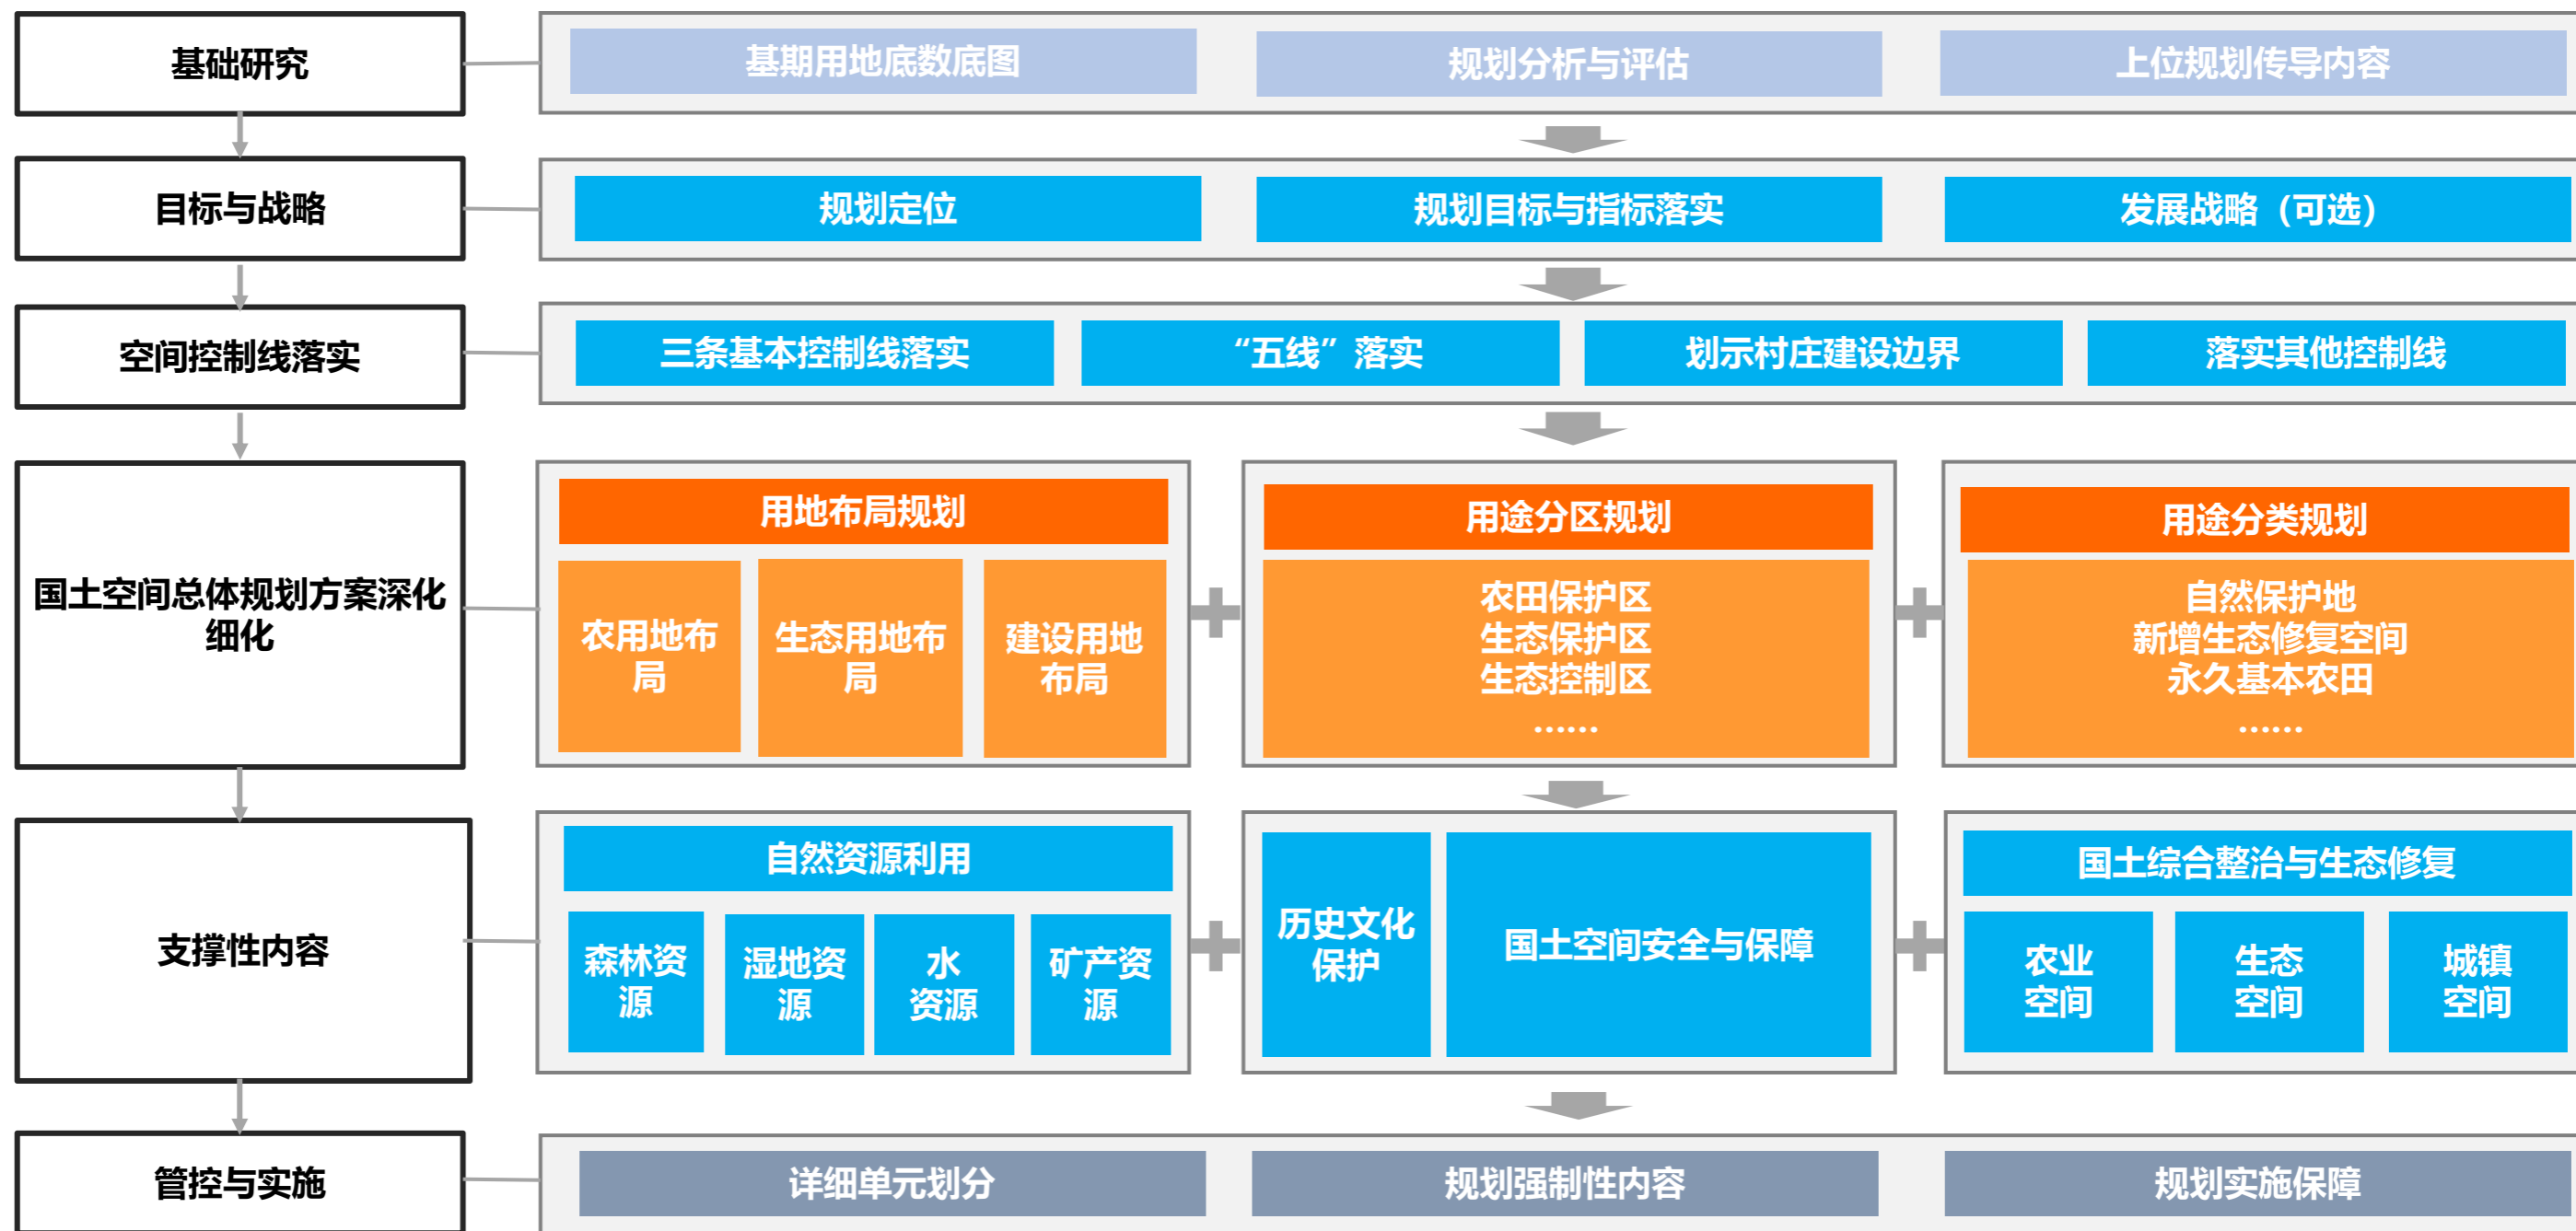 基础研究
基期用地底数底图
规划分析与评估
上位规划传导内容
目标与战略
规划定位
规划目标与指标落实
发展战略（可选）
空间控制线落实
三条基本控制线落实
“五线”落实
划示村庄建设边界
落实其他控制线
国土空间总体规划方案深化
细化
用地布局规划
农用地布
局
生态用地布
局
建设用地
布局
用途分区规划
农田保护区
生态保护区
生态控制区
……
用途分类规划
自然保护地
新增生态修复空间
永久基本农田
……
支撑性内容
自然资源利用
森林资
源
湿地资
源
水
资源
矿产资
源
历史文化
保护
国土空间安全与保障
国土综合整治与生态修复
农业
空间
生态
空间
城镇
空间
管控与实施
详细单元划分
规划强制性内容
规划实施保障